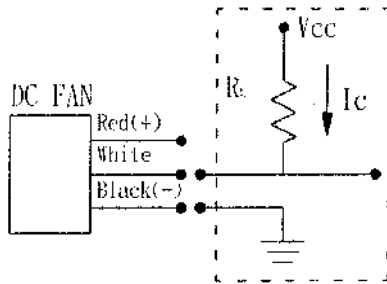 Vcc
DC FAN
R
Ic
Red(+)
White
Black(-)